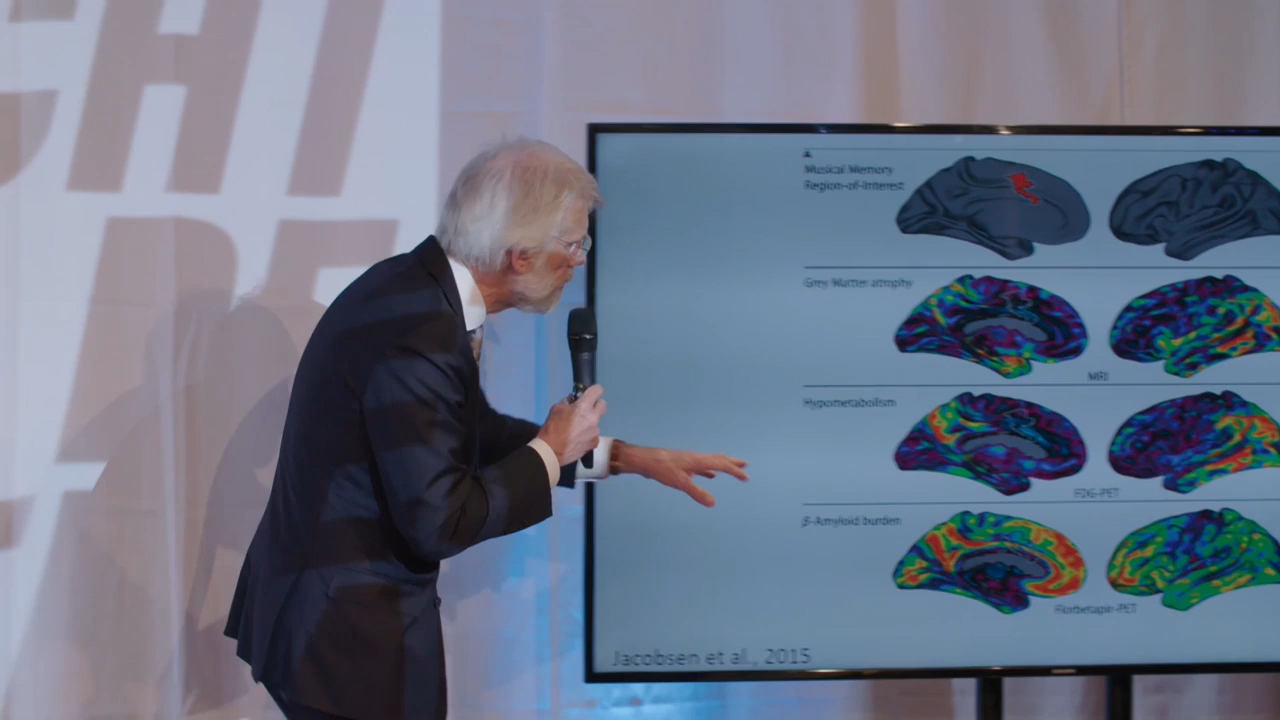 CHT
A
Musical Memory
Region-of-Interest
Grey Matter atrophy
MRI
Hypometabolism
FDG-PET
β-Amyloid burden
Florbetapir-PET
Jacobsen et al., 2015